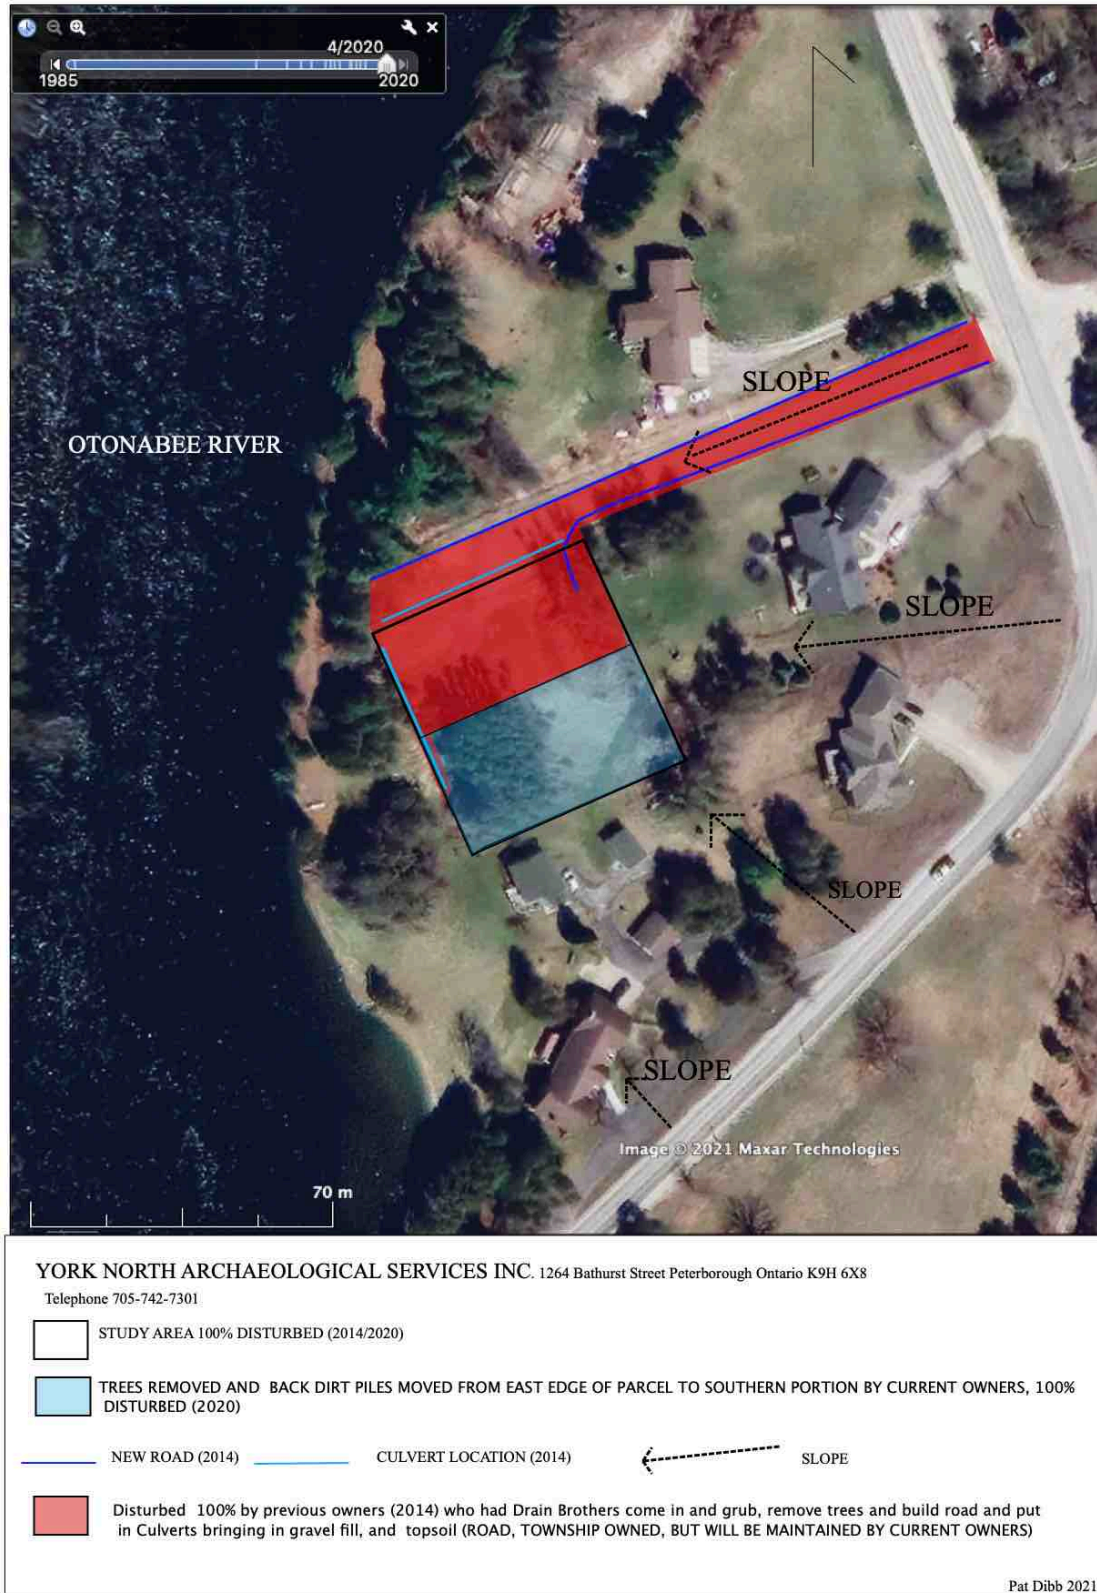 4/2020
1985
2020
SLOPE
OTONABEE RIVER
SLOPE
SLOPE
SLOPE
Image © 2021 Maxar Technologies
70 m
YORK NORTH ARCHAEOLOGICAL SERVICES INC. 1264 Bathurst Street Peterborough Ontario K9H 6X8
Telephone 705-742-7301
STUDY AREA 100% DISTURBED (2014/2020)
TREES REMOVED AND BACK DIRT PILES MOVED FROM EAST EDGE OF PARCEL TO SOUTHERN PORTION BY CURRENT OWNERS, 100%
DISTURBED (2020)
NEW ROAD (2014)
CULVERT LOCATION (2014)
SLOPE
Disturbed 100% by previous owners (2014) who had Drain Brothers come in and grub, remove trees and build road and put
in Culverts bringing in gravel fill, and topsoil (ROAD, TOWNSHIP OWNED, BUT WILL BE MAINTAINED BY CURRENT OWNERS)
Pat Dibb 2021